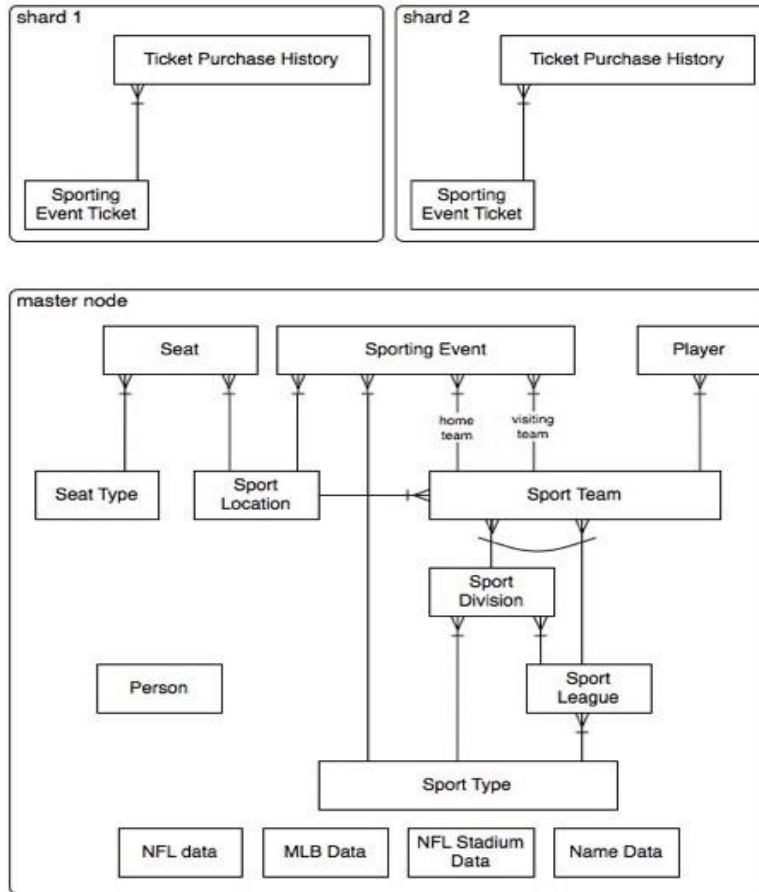 shard 1
shard 2
Ticket Purchase History
Ticket Purchase History
Sporting
Event Ticket
Sporting
Event Ticket
master node
Seat
Sporting Event
Player
home
team
visiting
team
Seat Type
Sport
Location
Sport Team
Sport
Division
Person
Sport
League
Sport Type
NFL data
MLB Data
NFL Stadium
Data
Name Data